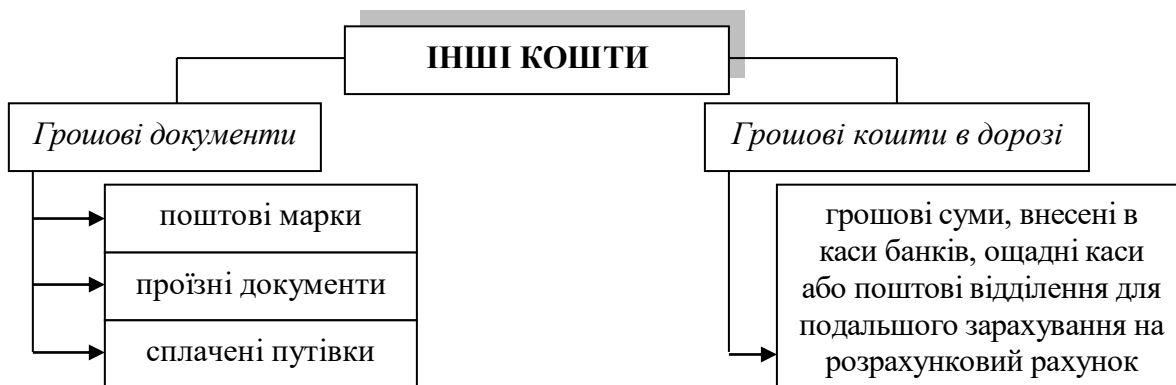 ІНШІ КОШТИ
Грошові документи
поштові марки
проїзні документи
сплачені путівки
Грошові кошти в дорозі
грошові суми, внесені в
каси банків, ощадні каси
або поштові відділення для
подальшого зарахування на
розрахунковий рахунок